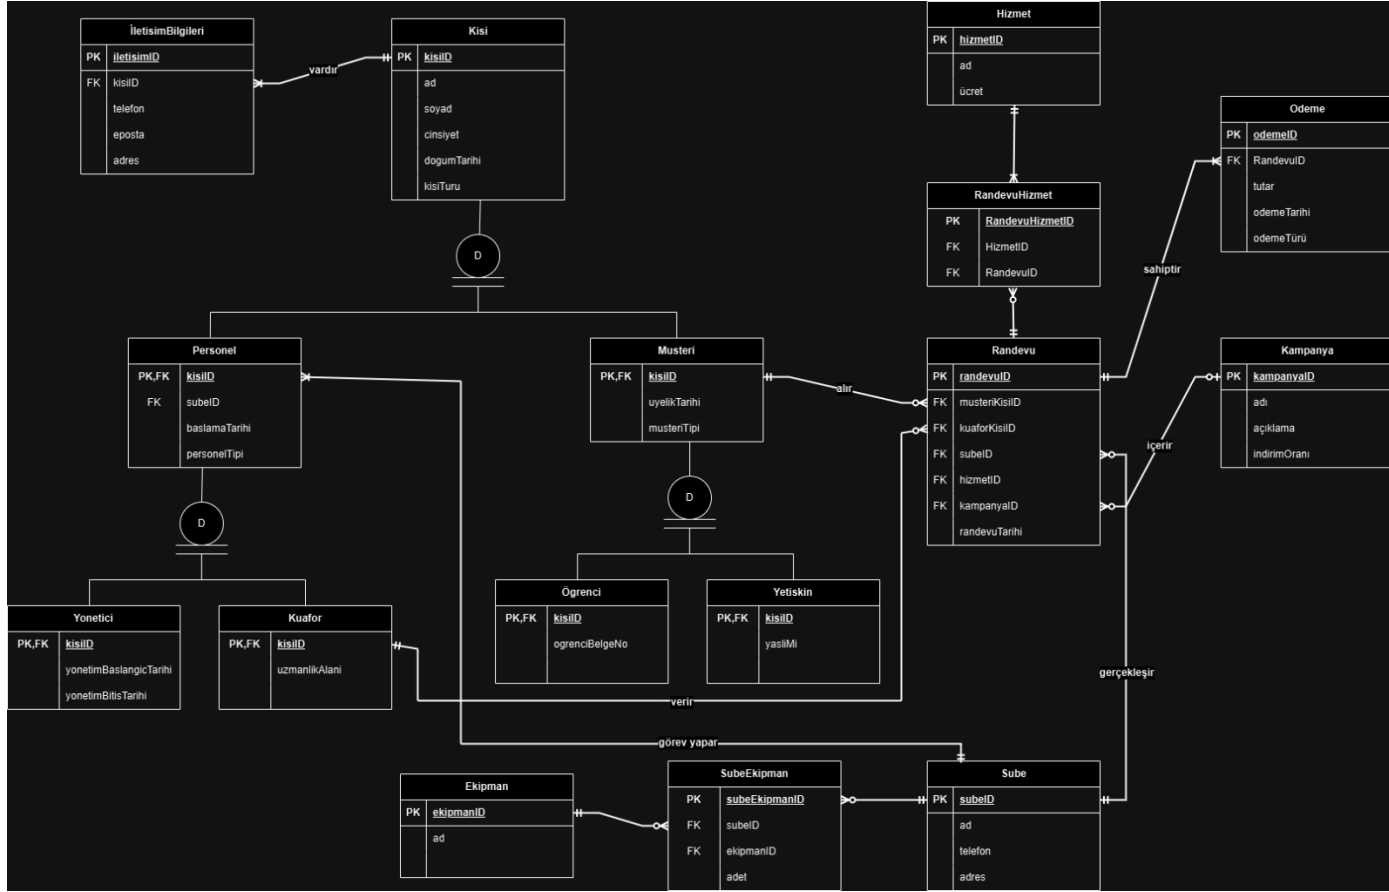 İletisimBilgileri
PK iletisimID
FK kisiID
telefon
eposta
adres
vardır
Kisi
PK kisiID
ad
soyad
cinsiyet
dogumTarihi
kisiTuru
Hizmet
PK hizmetID
ad
ücret
Odeme
PK odemeID
FK RandevuID
tutar
odemeTarihi
odemeTürü
RandevuHizmet
PK RandevuHizmetID
FK HizmetID
FK RandevuID
sahiptir
D
Personel
PK,FK kisiID
FK subeID
baslamaTarihi
personelTipi
Musteri
PK,FK kisiID
uyelikTarihi
musteriTipi
alır
Randevu
PK randevuID
FK musteriKisiID
FK kuaforKisiID
FK subeID
FK hizmetID
FK kampanyaID
randevuTarihi
Kampanya
PK kampanyaID
adı
açıklama
indirimOranı
içerir
D
D
Yonetici
PK,FK kisiID
yonetimBaslangicTarihi
yonetimBitisTarihi
Kuafor
PK,FK kisiID
uzmanlikAlani
Ögrenci
PK,FK kisiID
ogrenciBelgeNo
Yetiskin
PK,FK kisiID
yasliMi
gerçekleşir
verir
görev yapar
Ekipman
PK ekipmanID
ad
SubeEkipman
PK subeEkipmanID
FK subeID
FK ekipmanID
adet
Sube
PK subeID
ad
telefon
adres